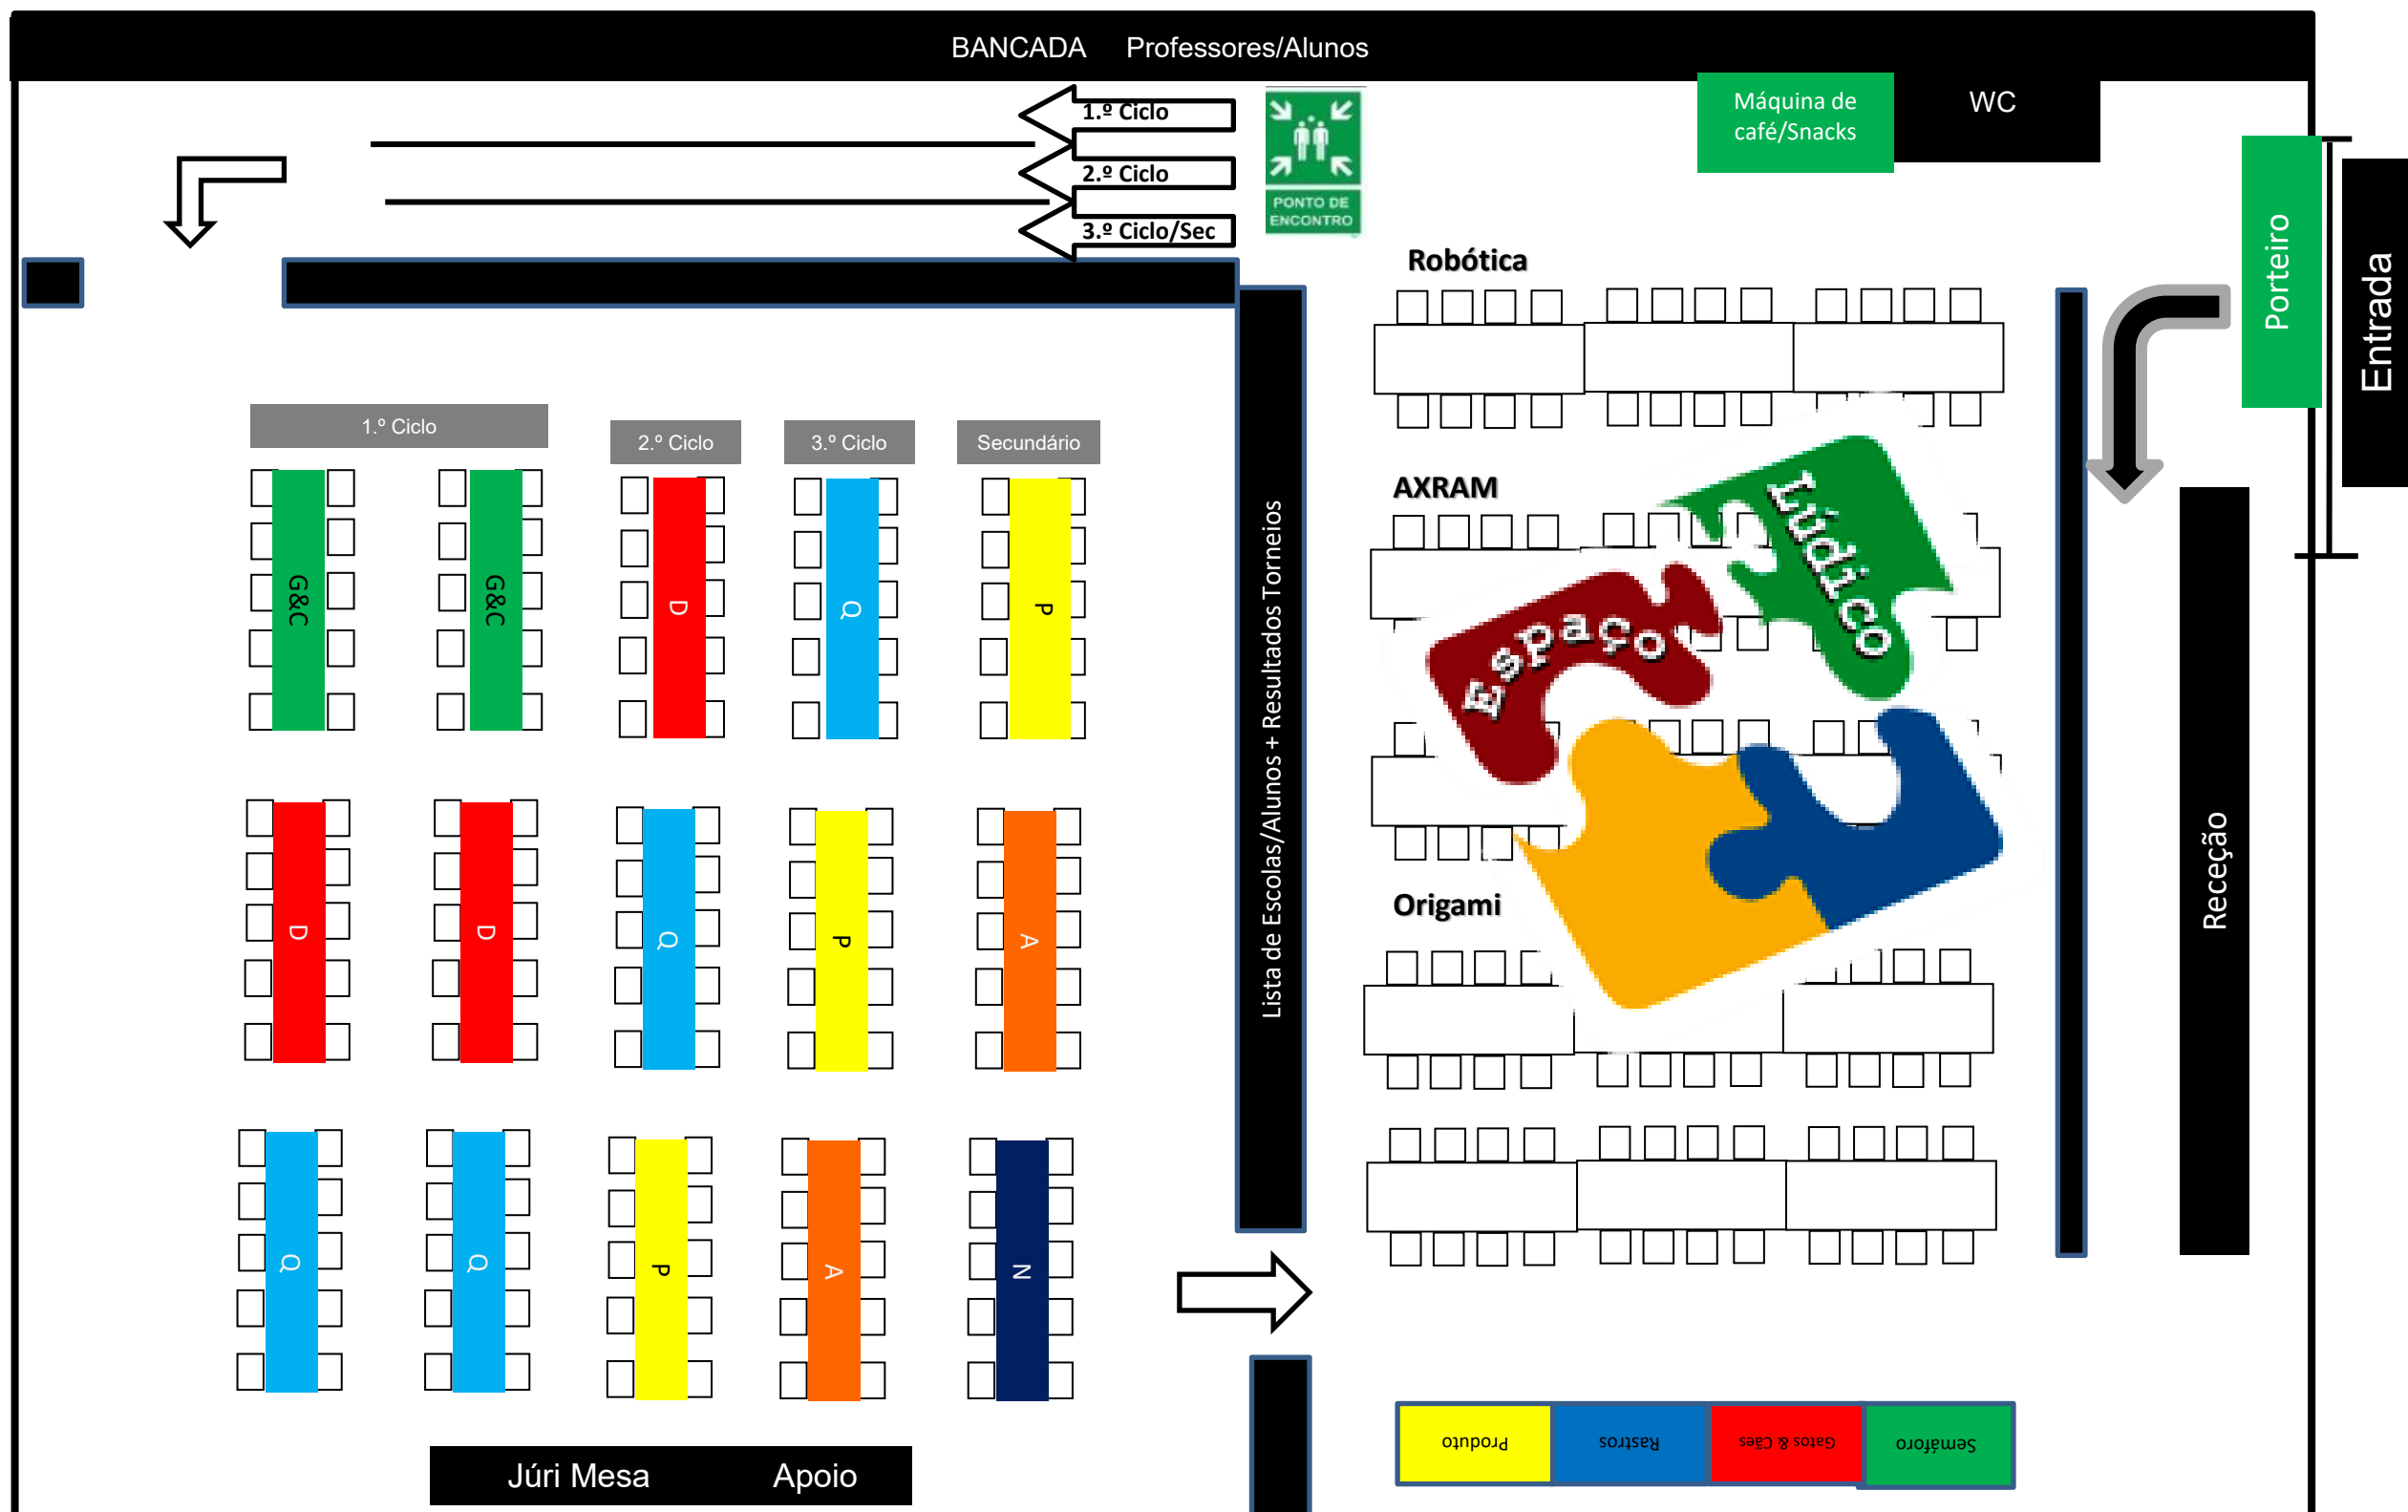 BANCADA Professores/Alunos
1.º Ciclo
2.º Ciclo
3.º Ciclo/Sec
PONTO DE
ENCONTRO
Máquina de
café/Snacks
WC
Porteiro
Entrada
Receção
Robótica
AXRAM
Origami
Espaço
Lúdico
Lista de Escolas/Alunos + Resultados Torneios
1.º Ciclo
2.º Ciclo
3.º Ciclo
Secundário
G&C
G&C
D
Q
P
D
D
Q
P
A
Q
Q
P
A
N
Júri Mesa Apoio
Produto
Rastros
Gatos & Cães
Semáforo